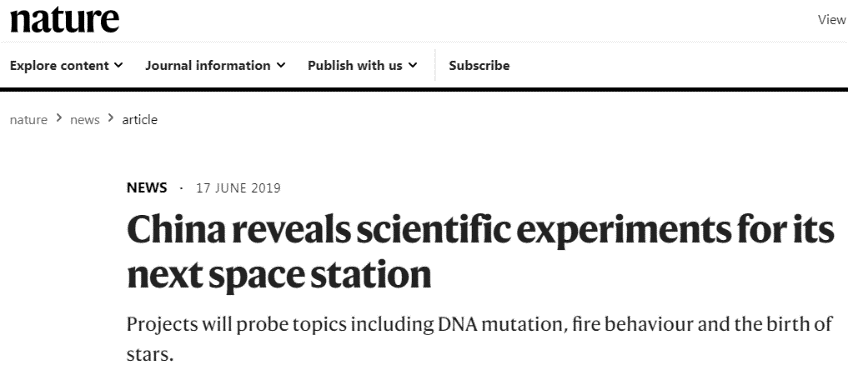 nature
View
Explore content Journal information Publish with us Subscribe
nature > news > article
NEWS · 17 JUNE 2019
China reveals scientific experiments for its
next space station
Projects will probe topics including DNA mutation, fire behaviour and the birth of
stars.